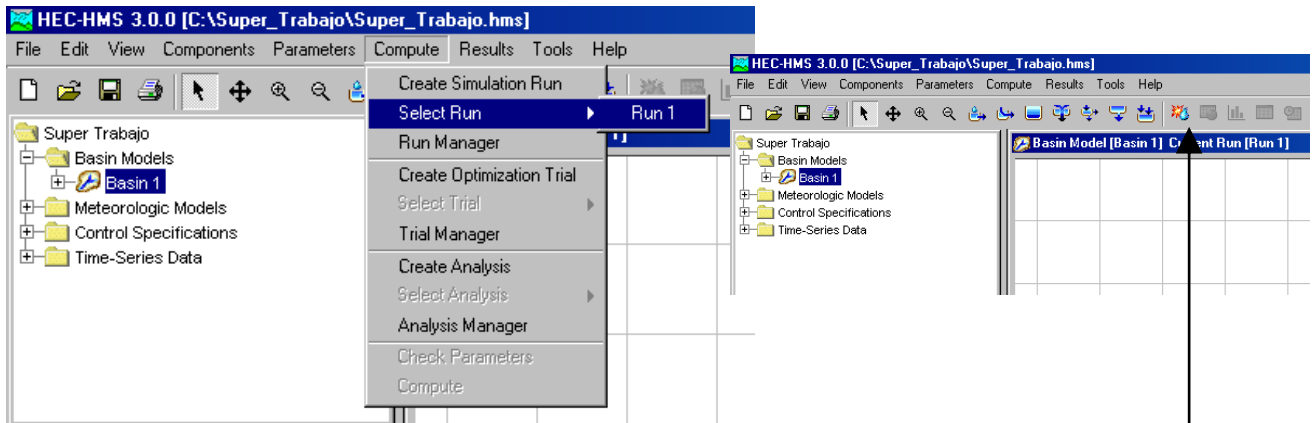 HEC-HMS 3.0.0 [C:\Super_Trabajo\Super_Trabajo.hms]
File Edit View Components Parameters Compute Results Tools Help
Super Trabajo
Basin Models
Basin 1
Meteorologic Models
Control Specifications
Time-Series Data
Create Simulation Run
Select Run
Run 1
Run Manager
Create Optimization Trial
Select Trial
Trial Manager
Create Analysis
Select Analysis
Analysis Manager
Check Parameters
Compute
1]
HEC-HMS 3.0.0 [C:\Super_Trabajo\Super_Trabajo.hms]
File Edit View Components Parameters Compute Results Tools Help
Super Trabajo
Basin Models
Basin 1
Meteorologic Models
Control Specifications
Time-Series Data
Basin Model [Basin 1] Current Run [Run 1]